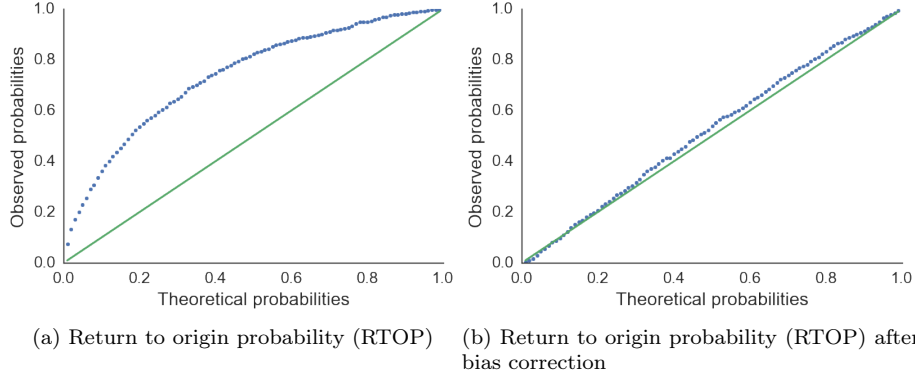 1.0
0.8
0.6
0.4
0.2
0.0
Observed probabilities
0.0 0.2 0.4 0.6 0.8 1.0
Theoretical probabilities
(a) Return to origin probability (RTOP)
1.0
0.8
0.6
0.4
0.2
0.0
Observed probabilities
0.0 0.2 0.4 0.6 0.8 1.0
Theoretical probabilities
(b) Return to origin probability (RTOP) after
bias correction